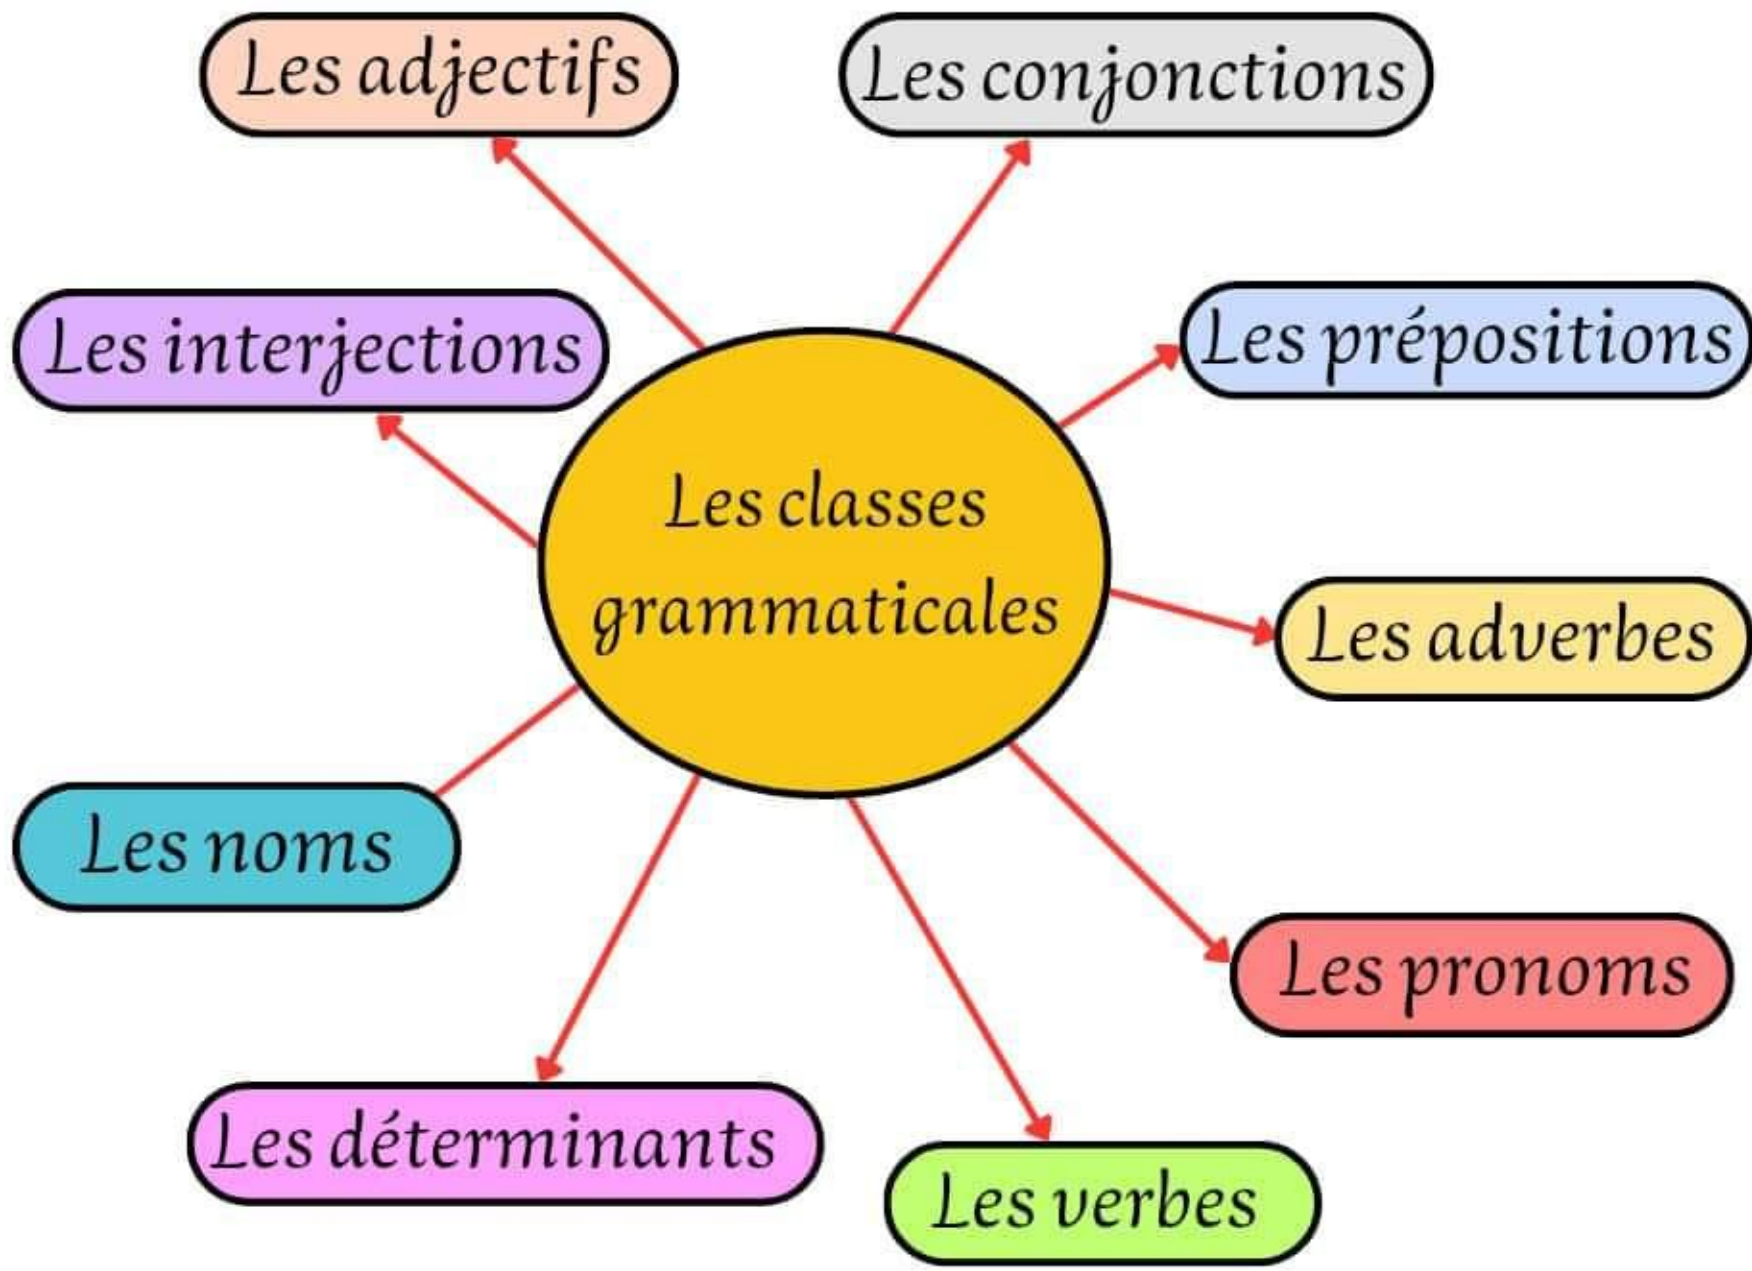 Les adjectifs
Les conjonctions
Les interjections
Les prépositions
Les classes
grammaticales
Les adverbes
Les noms
Les pronoms
Les déterminants
Les verbes